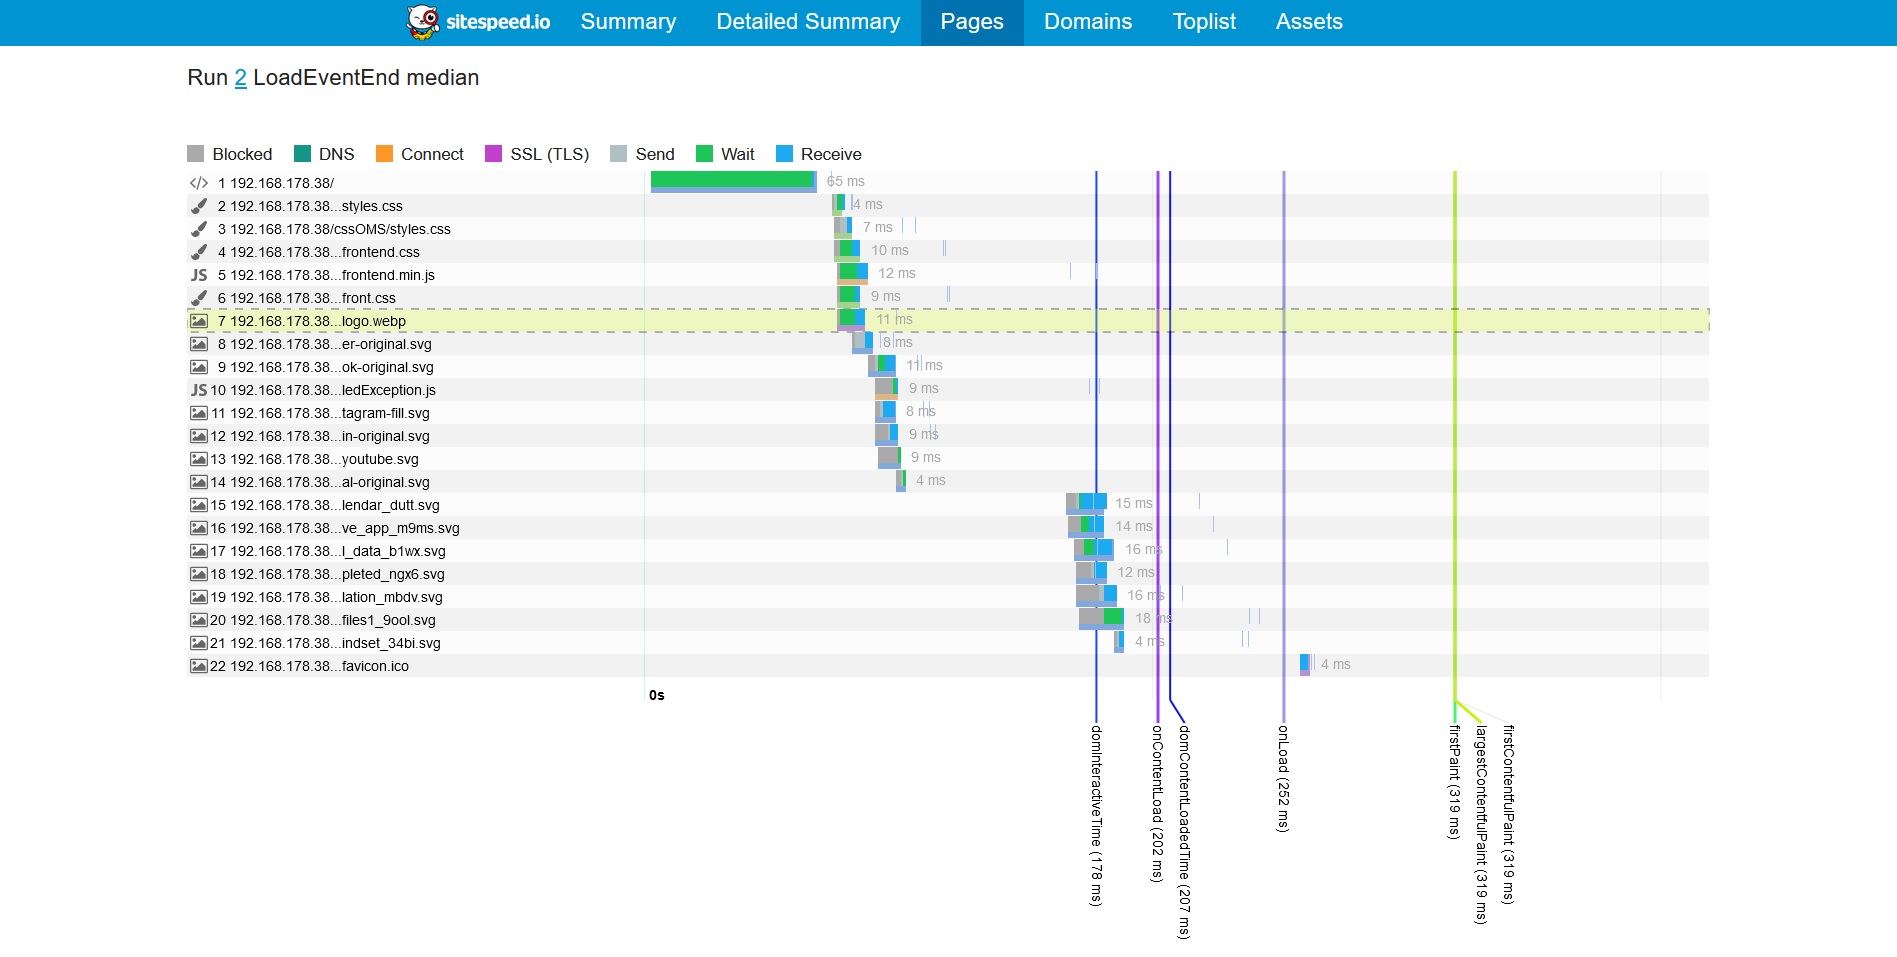 sitespeed.io Summary Detailed Summary Pages Domains Toplist Assets
Run 2 LoadEventEnd median
Blocked DNS Connect SSL (TLS) Send Wait Receive
1 192.168.178.38/ 65 ms
2 192.168.178.38...styles.css 4 ms
3 192.168.178.38/cssOMS/styles.css 7 ms
4 192.168.178.38...frontend.css 10 ms
JS 5 192.168.178.38...frontend.min.js 12 ms
6 192.168.178.38...front.css 9 ms
7 192.168.178.38...logo.webp 11 ms
8 192.168.178.38...er-original.svg 8 ms
9 192.168.178.38...ok-original.svg 11 ms
JS 10 192.168.178.38...ledException.js 9 ms
11 192.168.178.38...tagram-fill.svg 8 ms
12 192.168.178.38...in-original.svg 9 ms
13 192.168.178.38...youtube.svg 9 ms
14 192.168.178.38...al-original.svg 4 ms
15 192.168.178.38...lendar_dutt.svg 15 ms
16 192.168.178.38...ve_app_m9ms.svg 14 ms
17 192.168.178.38...l_data_b1wx.svg 16 ms
18 192.168.178.38...pleted_ngx6.svg 12 ms
19 192.168.178.38...lation_mbdv.svg 16 ms
20 192.168.178.38...files1_9ool.svg 18 ms
21 192.168.178.38...indset_34bi.svg 4 ms
22 192.168.178.38...favicon.ico 4 ms
0s
domInteractiveTime (178 ms)
onContentLoad (202 ms)
domContentLoadedTime (207 ms)
onLoad (252 ms)
firstPaint (319 ms)
largestContentfulPaint (319 ms)
firstContentfulPaint (319 ms)